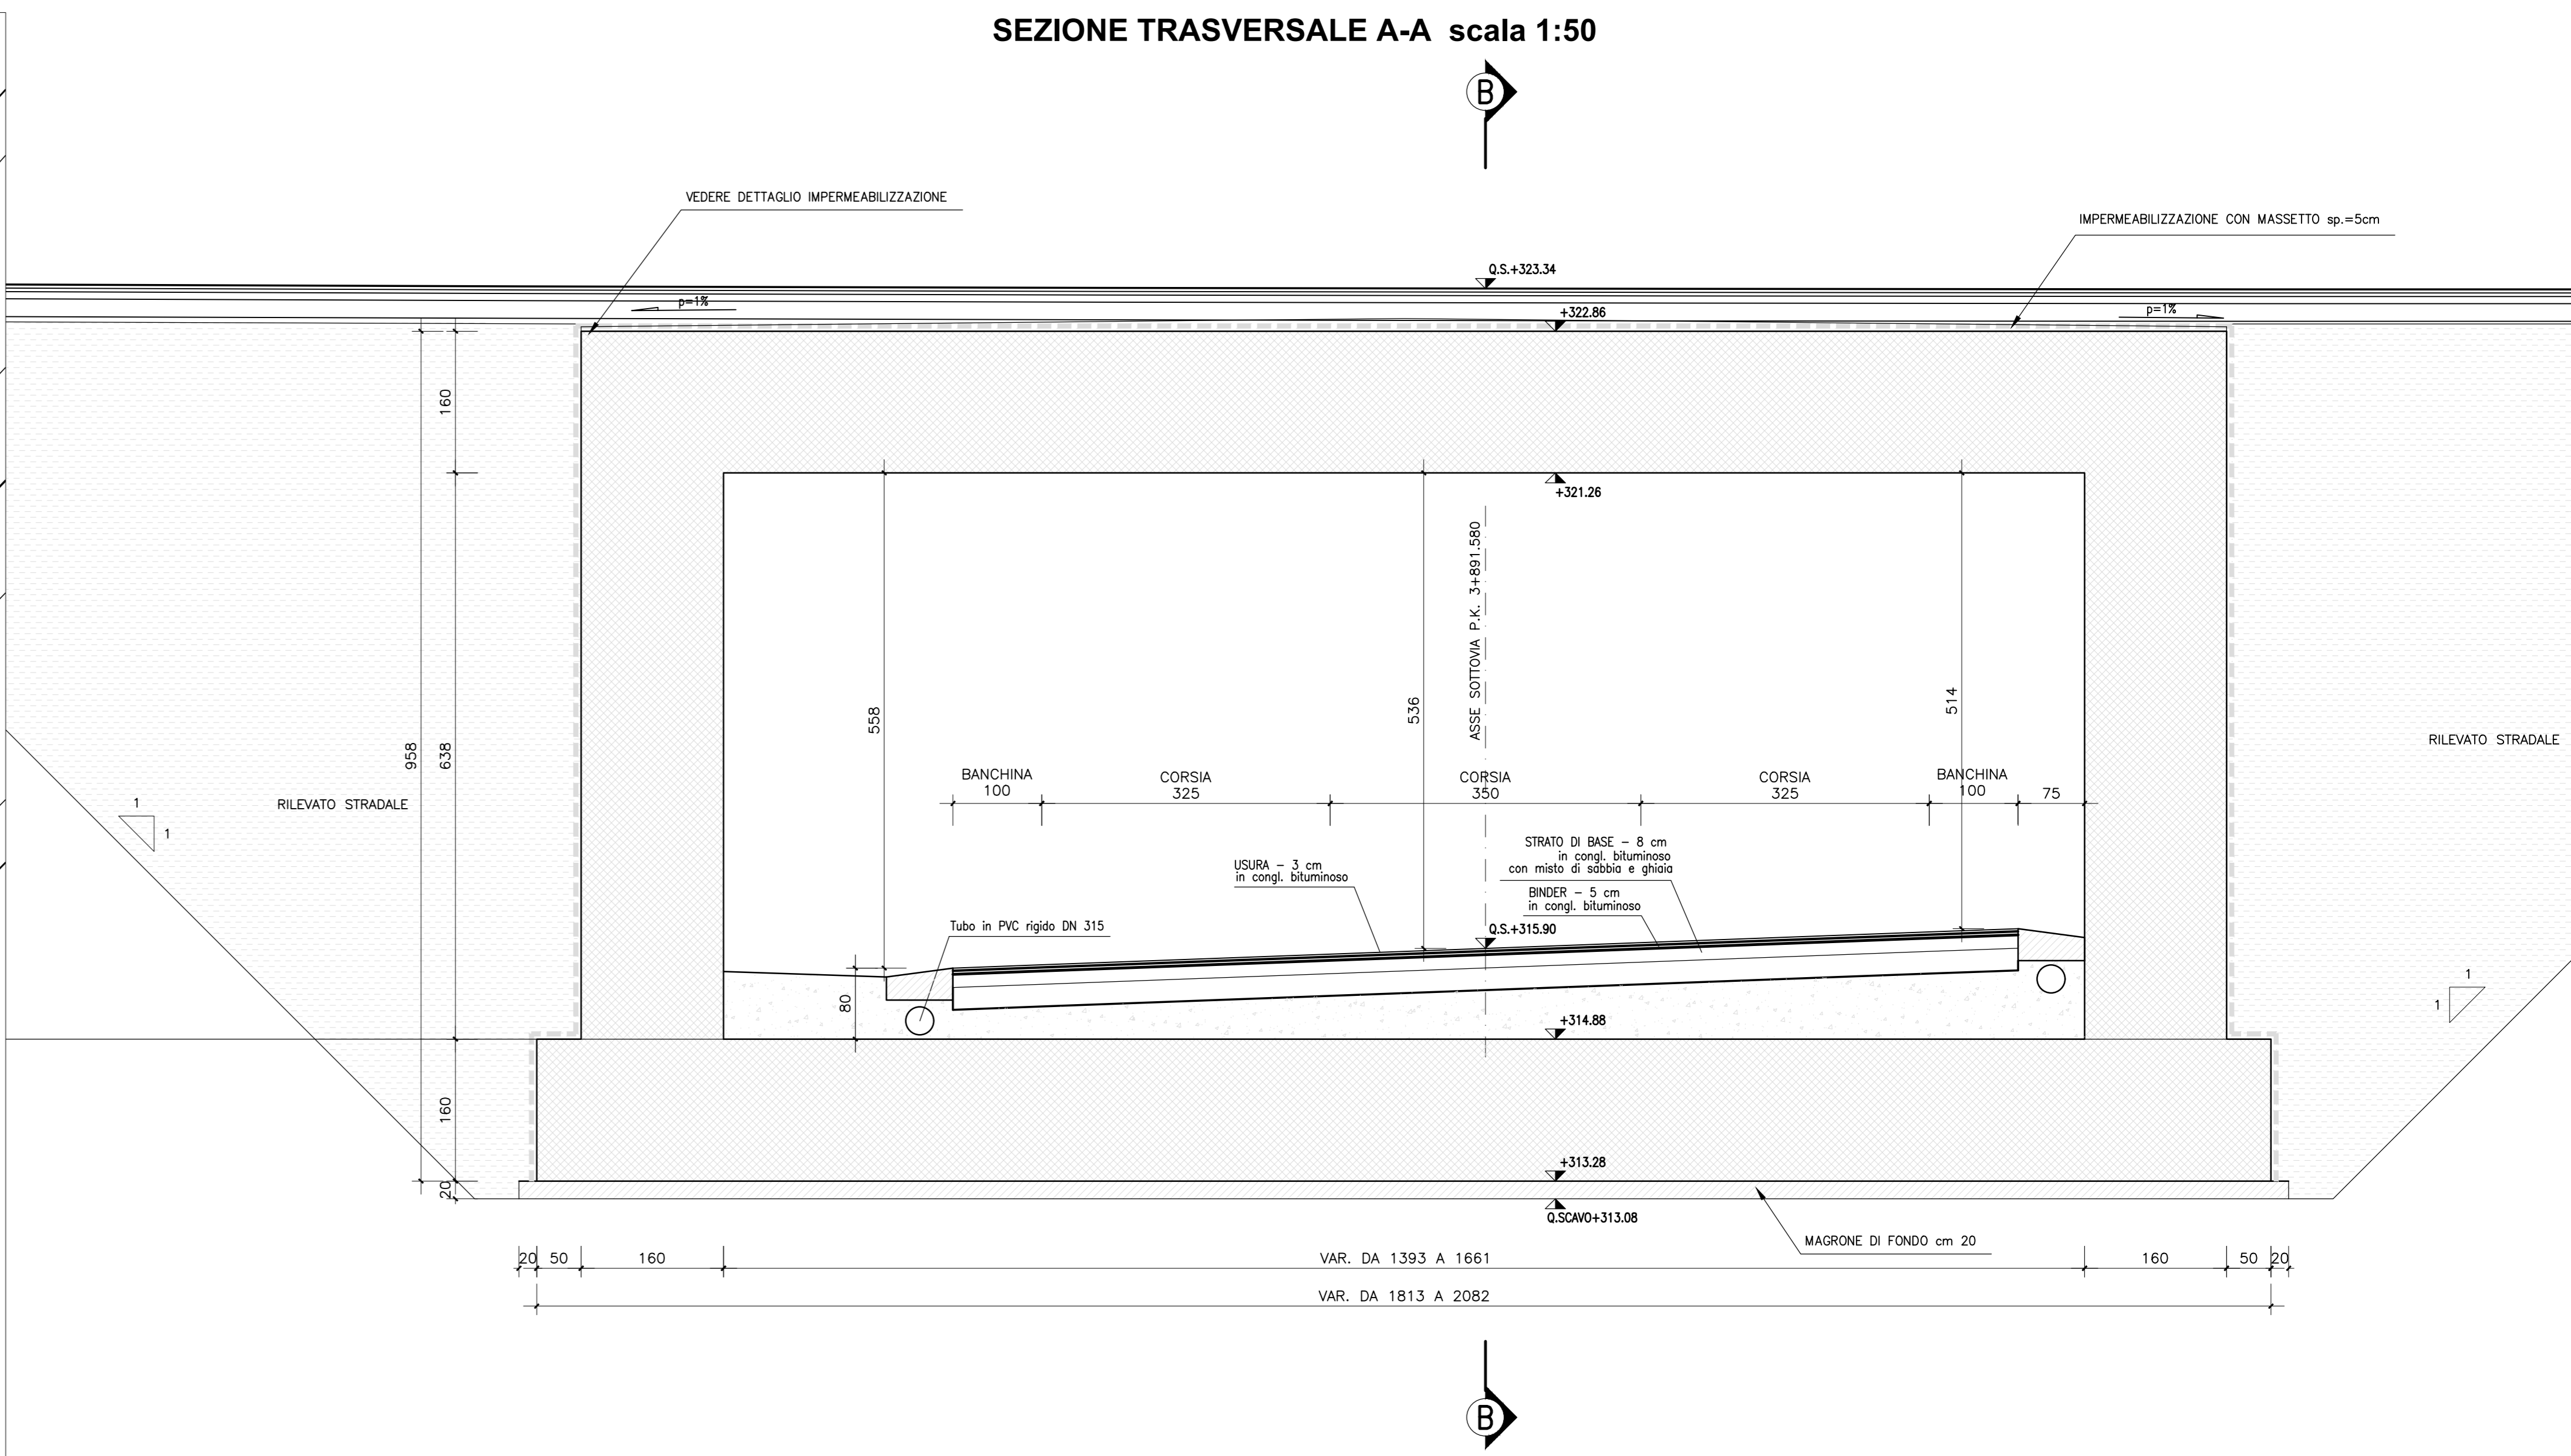 SEZIONE TRASVERSALE A-A scala 1:50
B
VEDERE DETTAGLIO IMPERMEABILIZZAZIONE
IMPERMEABILIZZAZIONE CON MASSETTO sp.=5cm
Q.S.+323.34
p=1%
+322.86
p=1%
160
+321.26
ASSE SOTTOVIA P.K. 3+891.580
558
536
514
958
638
RILEVATO STRADALE
RILEVATO STRADALE
1
1
BANCHINA
100
CORSIA
325
CORSIA
350
CORSIA
325
BANCHINA
100
75
STRATO DI BASE – 8 cm
in congl. bituminoso
con misto di sabbia e ghiaia
USURA – 3 cm
in congl. bituminoso
BINDER – 5 cm
in congl. bituminoso
Tubo in PVC rigido DN 315
Q.S.+315.90
80
1
1
+314.88
160
+313.28
20
Q.SCAVO+313.08
MAGRONE DI FONDO cm 20
20
50
160
VAR. DA 1393 A 1661
160
50
20
VAR. DA 1813 A 2082
B